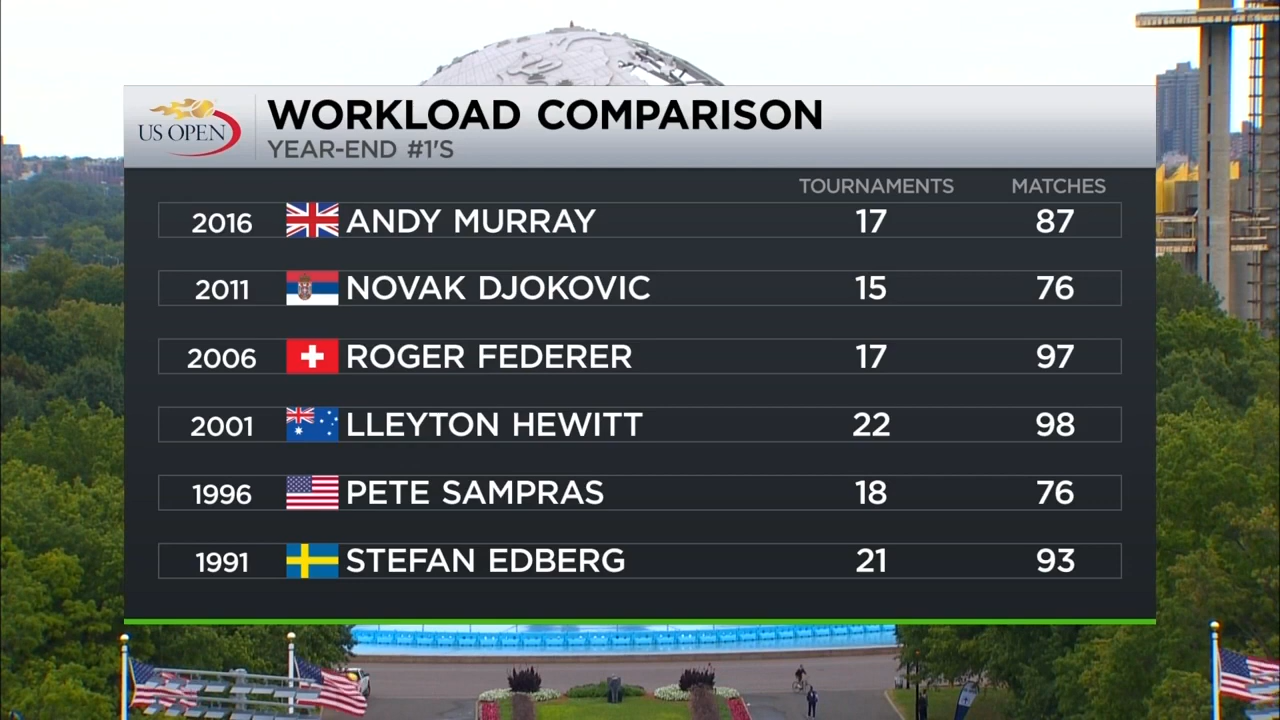 US OPEN
WORKLOAD COMPARISON
YEAR-END #1'S
TOURNAMENTS MATCHES
2016 ANDY MURRAY 17 87
2011 NOVAK DJOKOVIC 15 76
2006 ROGER FEDERER 17 97
2001 LLEYTON HEWITT 22 98
1996 PETE SAMPRAS 18 76
1991 STEFAN EDBERG 21 93